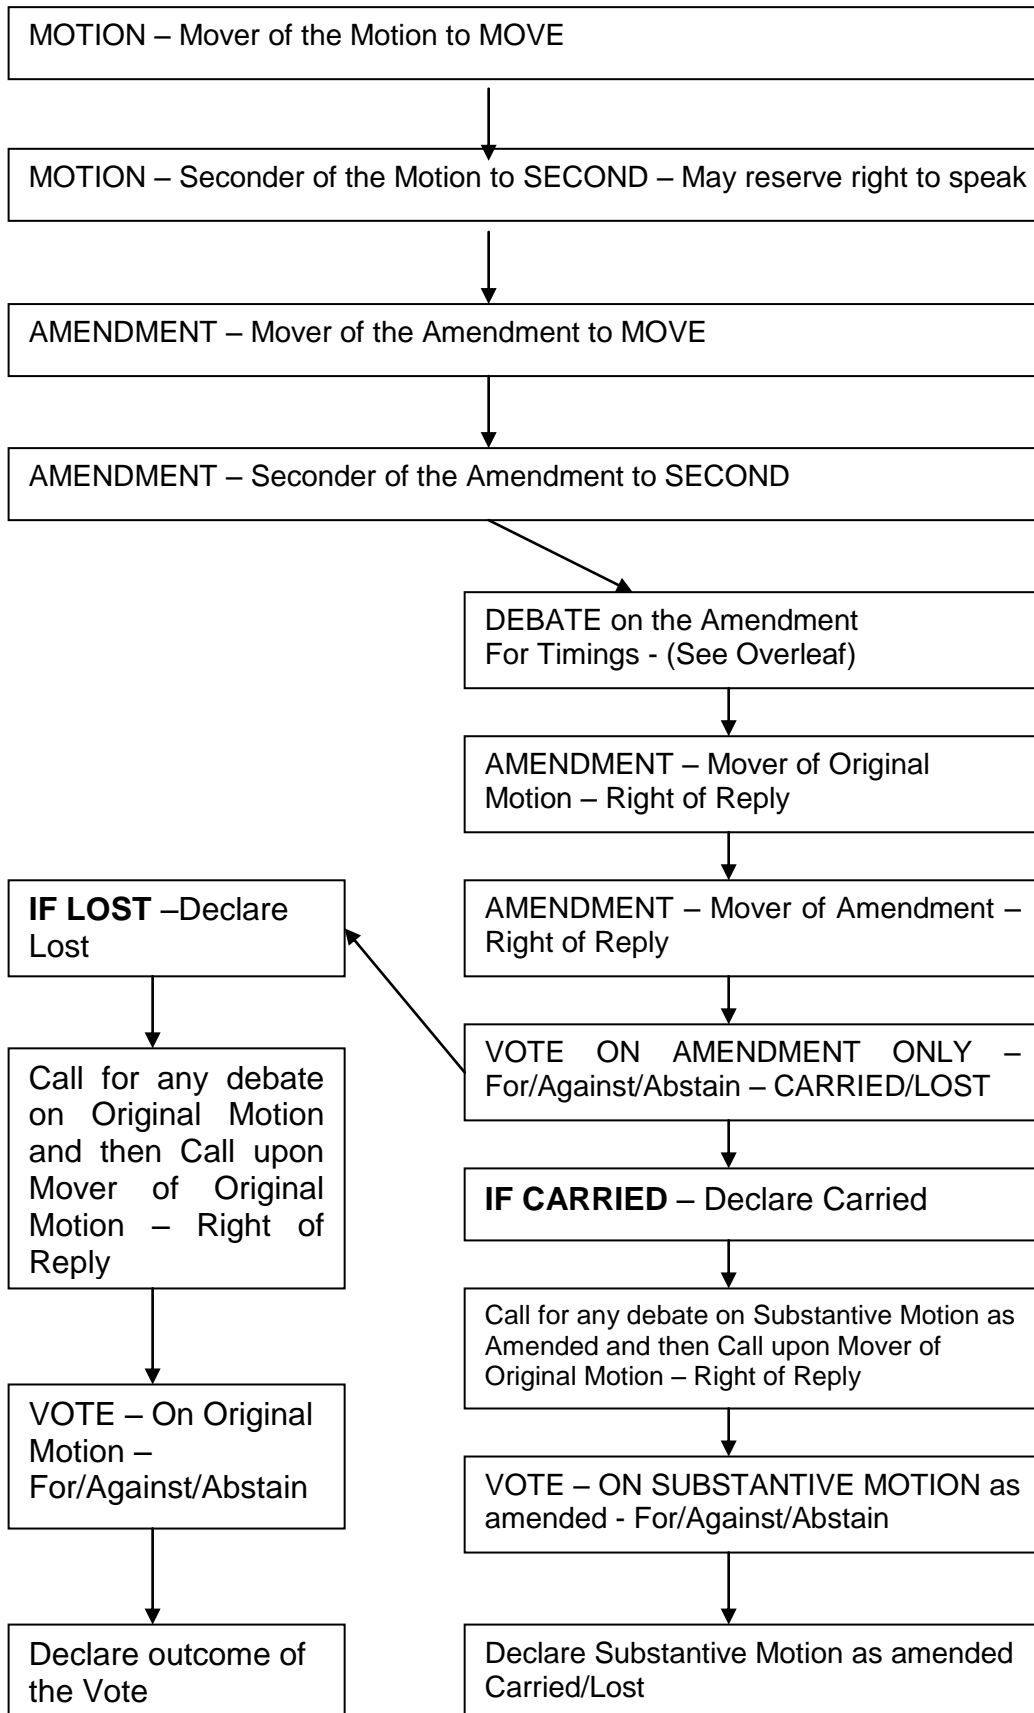 MOTION – Mover of the Motion to MOVE
MOTION – Seconder of the Motion to SECOND – May reserve right to speak
AMENDMENT – Mover of the Amendment to MOVE
AMENDMENT – Seconder of the Amendment to SECOND
DEBATE on the Amendment
For Timings - (See Overleaf)
AMENDMENT – Mover of Original
Motion – Right of Reply
AMENDMENT – Mover of Amendment –
Right of Reply
VOTE ON AMENDMENT ONLY –
For/Against/Abstain – CARRIED/LOST
IF LOST –Declare
Lost
Call for any debate
on Original Motion
and then Call upon
Mover of Original
Motion – Right of
Reply
VOTE – On Original
Motion –
For/Against/Abstain
Declare outcome of
the Vote
IF CARRIED – Declare Carried
Call for any debate on Substantive Motion as
Amended and then Call upon Mover of
Original Motion – Right of Reply
VOTE – ON SUBSTANTIVE MOTION as
amended - For/Against/Abstain
Declare Substantive Motion as amended
Carried/Lost